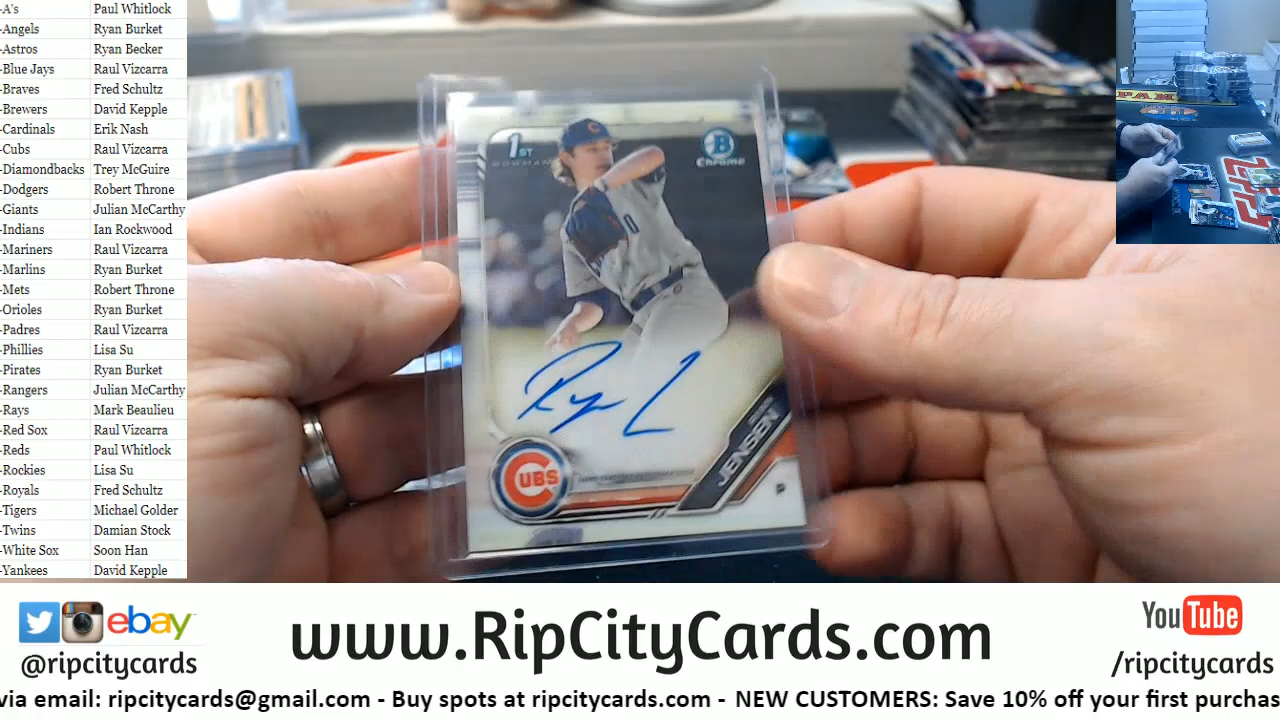 -A's Paul Whitlock
-Angels Ryan Burket
-Astros Ryan Becker
-Blue Jays Raul Vizcarra
-Braves Fred Schultz
-Brewers David Kepple
-Cardinals Erik Nash
-Cubs Raul Vizcarra
-Diamondbacks Trey McGuire
-Dodgers Robert Throne
-Giants Julian McCarthy
-Indians Ian Rockwood
-Mariners Raul Vizcarra
-Marlins Ryan Burket
-Mets Robert Throne
-Orioles Ryan Burket
-Padres Raul Vizcarra
-Phillies Lisa Su
-Pirates Ryan Burket
-Rangers Julian McCarthy
-Rays Mark Beaulieu
-Red Sox Raul Vizcarra
-Reds Paul Whitlock
-Rockies Lisa Su
-Royals Fred Schultz
-Tigers Michael Golder
-Twins Damian Stock
-White Sox Soon Han
-Yankees David Kepple
1ST
BOWMAN
B
Chrome
C
0
JENSEN
CUBS
P
ebay
@ripcitycards
www.RipCityCards.com
YouTube
/ripcitycards
via email: ripcitycards@gmail.com - Buy spots at ripcitycards.com - NEW CUSTOMERS: Save 10% off your first purchas